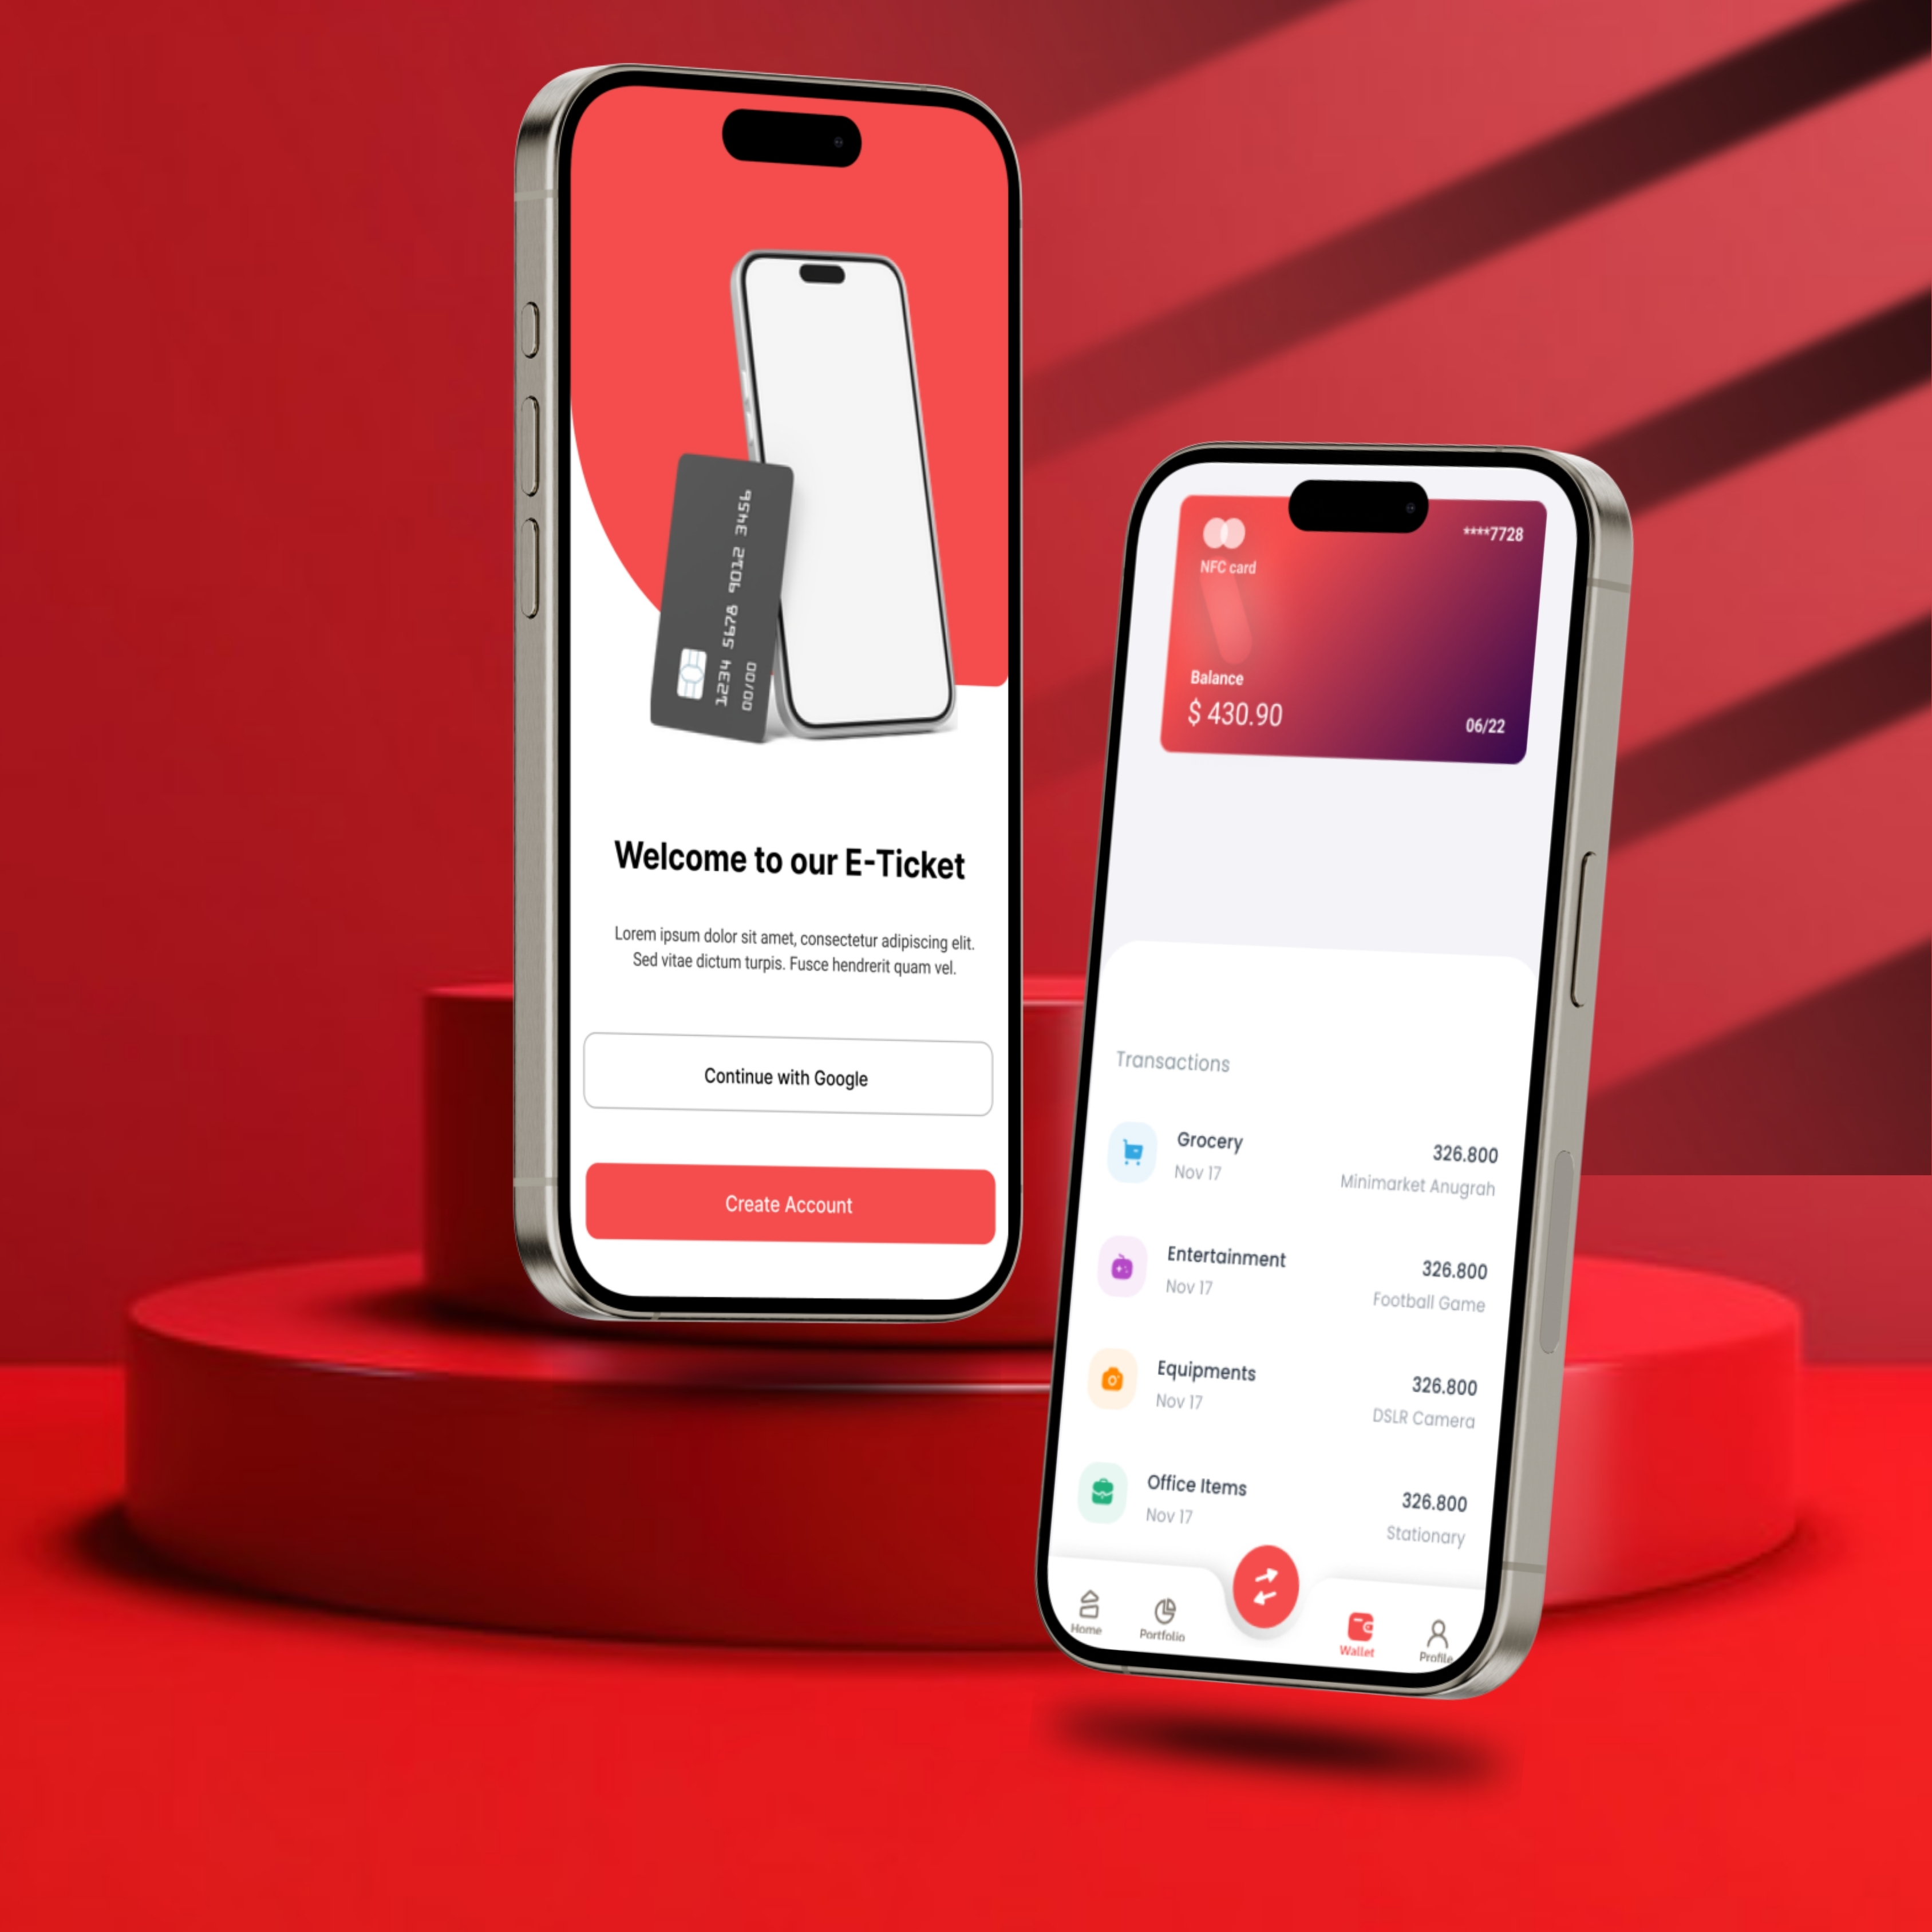 1234 5678 9012 3456
00/00
Welcome to our E-Ticket
Lorem ipsum dolor sit amet, consectetur adipiscing elit.
Sed vitae dictum turpis. Fusce hendrerit quam vel.
Continue with Google
Create Account
****7728
NFC card
Balance
$ 430.90
06/22
Transactions
Grocery
326.800
Nov 17
Minimarket Anugrah
Entertainment
326.800
Nov 17
Football Game
Equipments
326.800
Nov 17
DSLR Camera
Office Items
326.800
Nov 17
Stationary
Home
Portfolio
Wallet
Profile